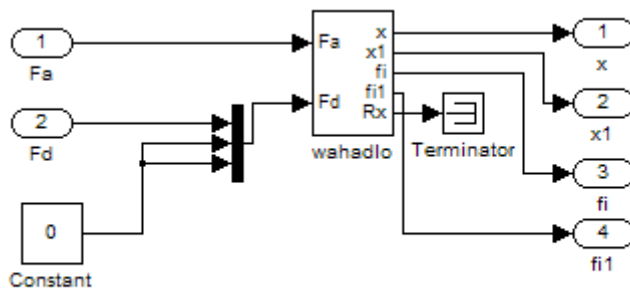 1
Fa
2
Fd
0
Constant
Fa
Fd
x
x1
fi
fi1
Rx
wahadlo
Terminator
1
x
2
x1
3
fi
4
fi1